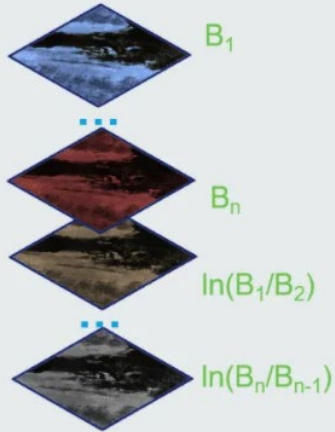 B₁
...
Bₙ
ln(B₁/B₂)
...
ln(Bₙ/Bₙ₋₁)